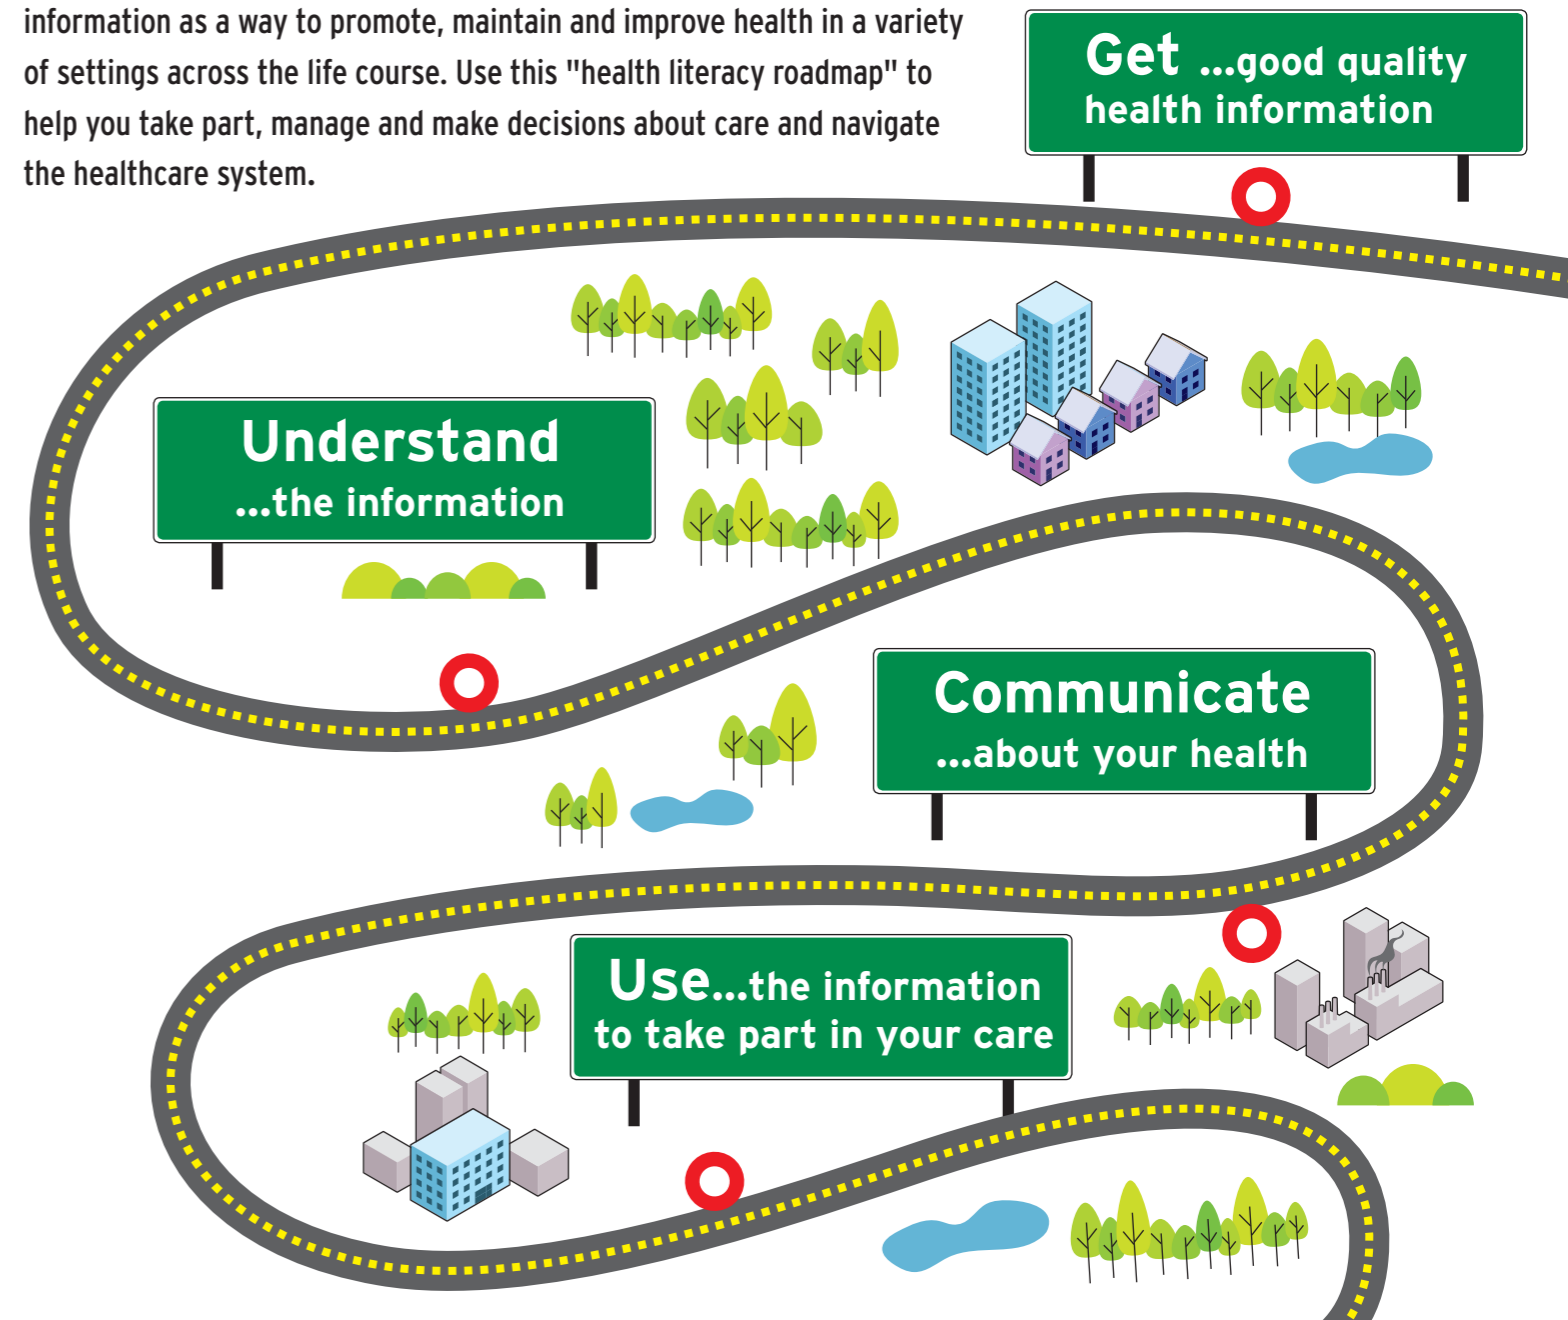 information as a way to promote, maintain and improve health in a variety
of settings across the life course. Use this "health literacy roadmap" to
help you take part, manage and make decisions about care and navigate
the healthcare system.
Get ...good quality
health information
Understand
...the information
Communicate
...about your health
Use...the information
to take part in your care